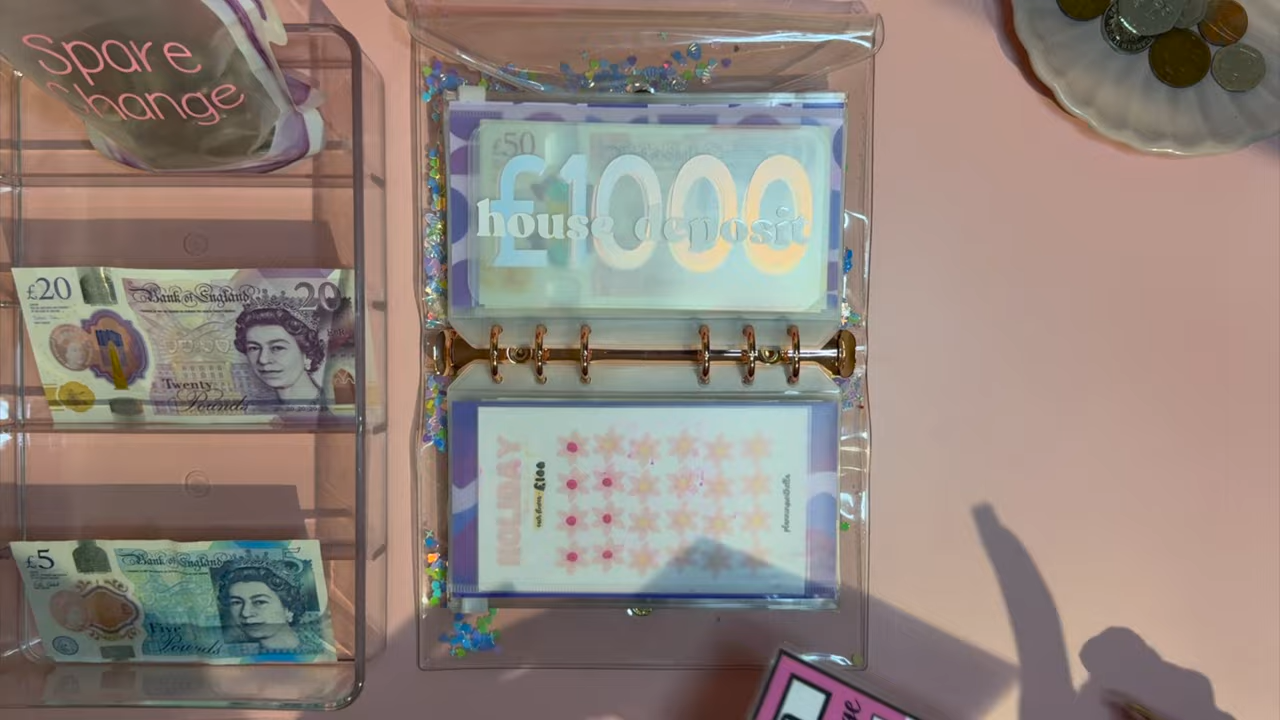 Spare
Change
£20
Bank of England
20
Twenty
Pounds
£5
Bank of England
Five
Pounds
£50
£1000
house deposit
HOLIDAY
£100